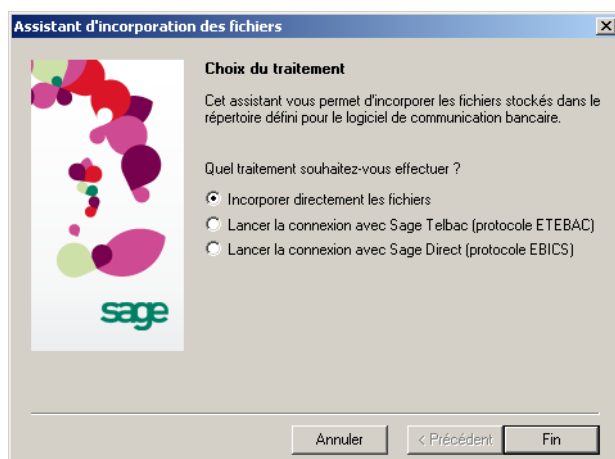 Assistant d'incorporation des fichiers
Choix du traitement
Cet assistant vous permet d'incorporer les fichiers stockés dans le
répertoire défini pour le logiciel de communication bancaire.
Quel traitement souhaitez-vous effectuer ?
Incorporer directement les fichiers
Lancer la connexion avec Sage Telbac (protocole ETEBAC)
Lancer la connexion avec Sage Direct (protocole EBICS)
sage
Annuler
< Précédent
Fin